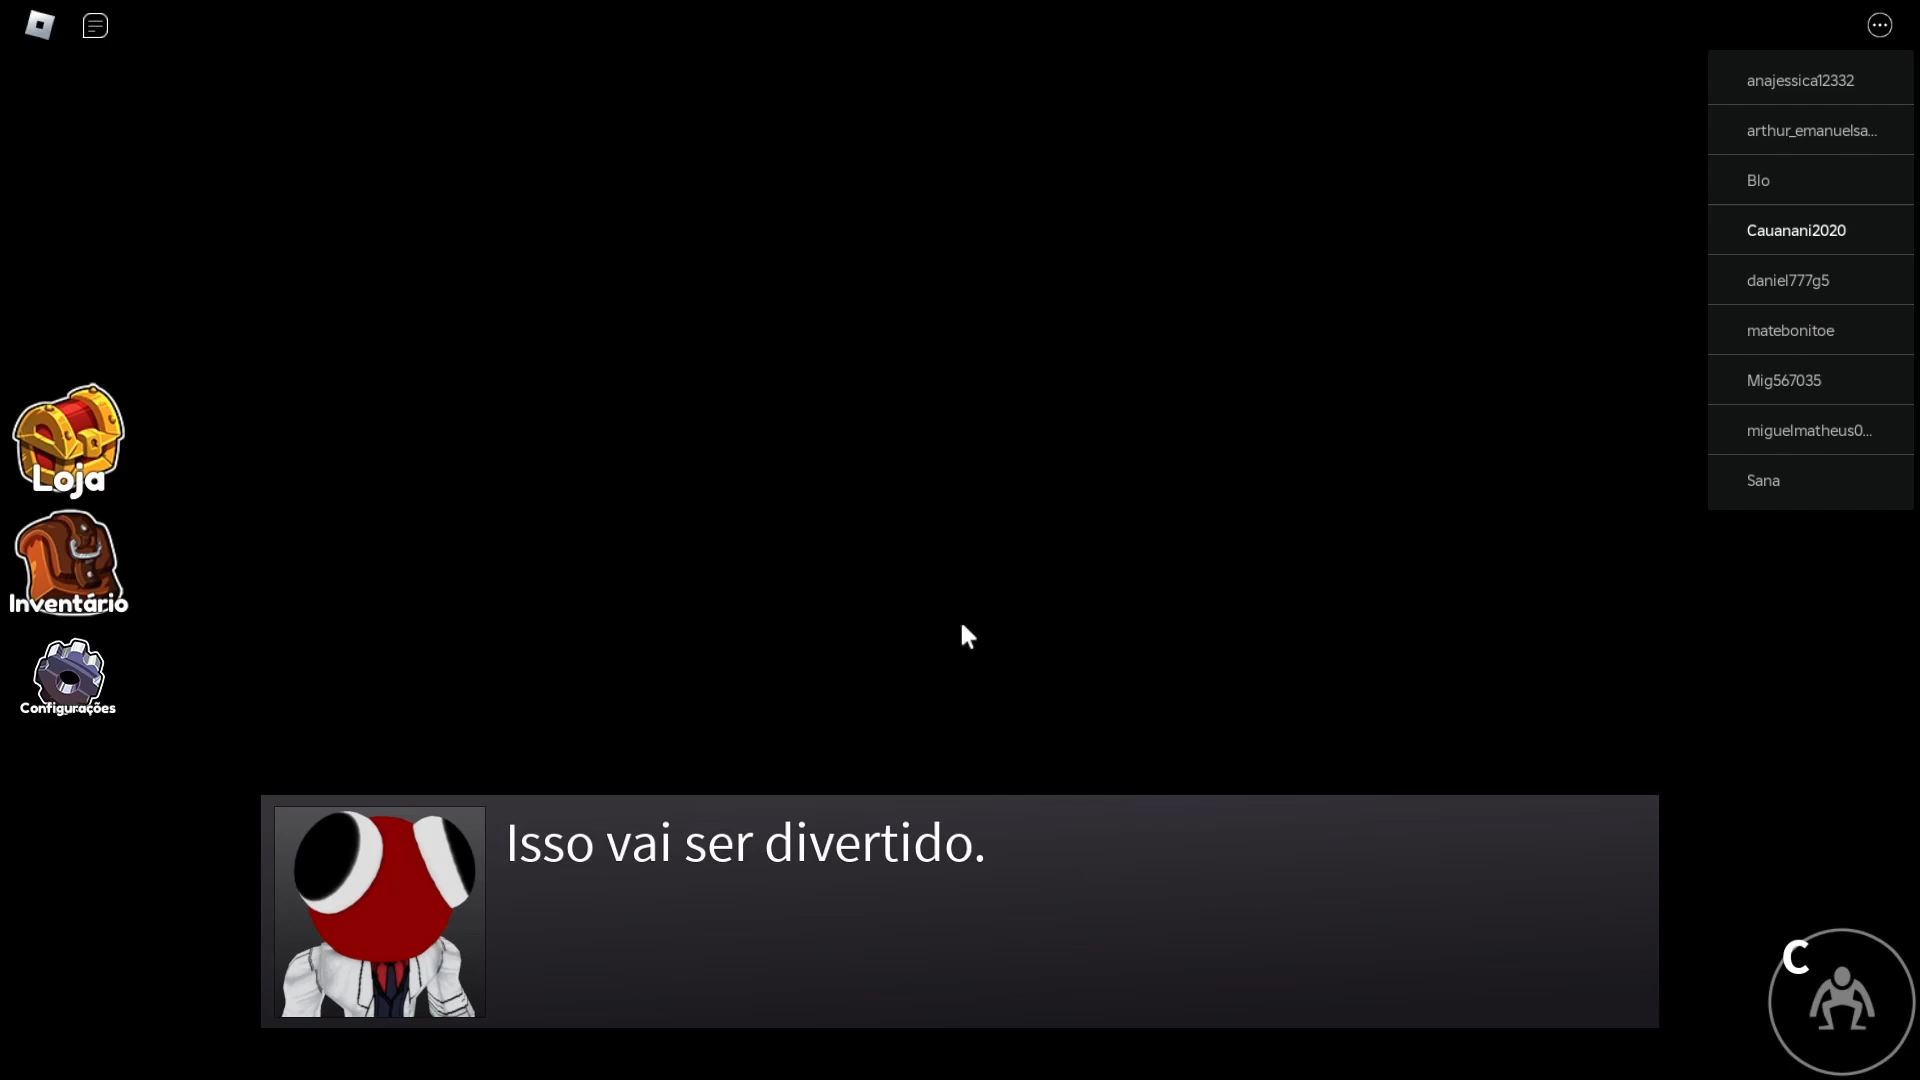 anajessica12332
arthur_emanuelsa...
Blo
Cauanani2020
daniel777g5
matebonitoe
Mig567035
miguelmatheus0...
Sana
Loja
Inventário
Configurações
Isso vai ser divertido.
C